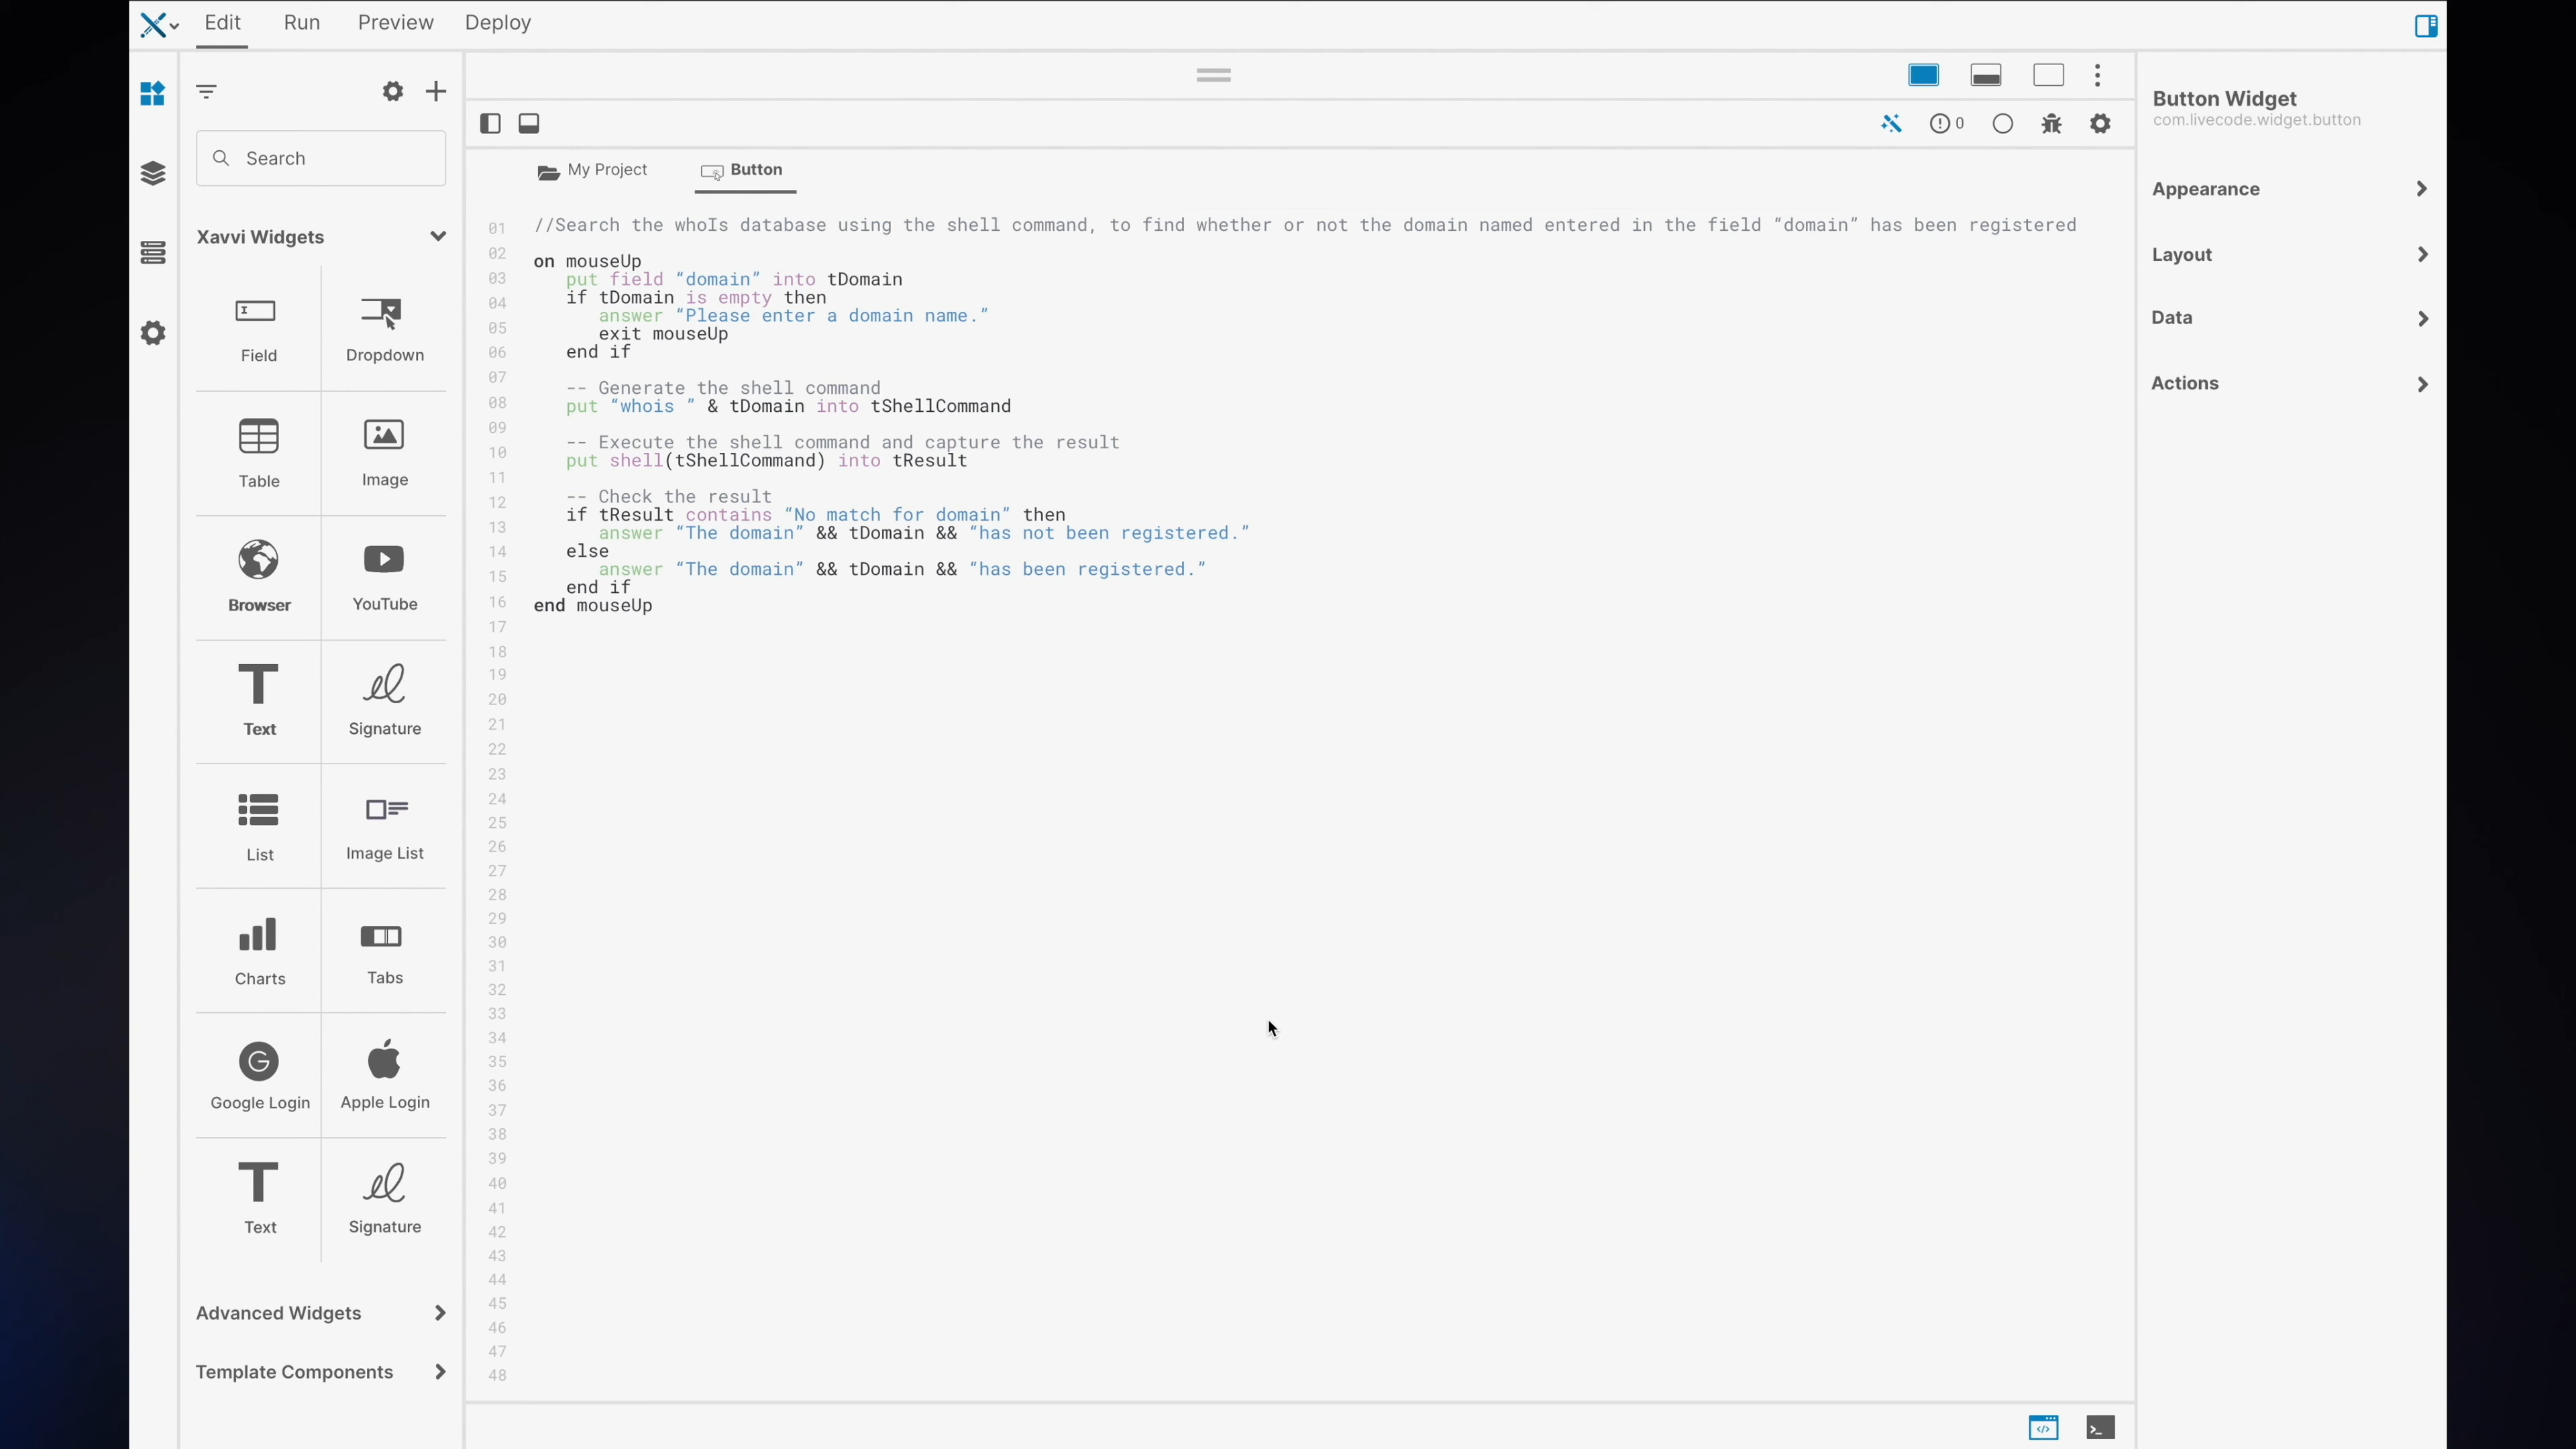 Edit Run Preview Deploy
Search
Xavvi Widgets
Field Dropdown
Table Image
Browser YouTube
Text Signature
List Image List
Charts Tabs
Google Login Apple Login
Text Signature
Advanced Widgets
Template Components
0
My Project Button
01 //Search the whoIs database using the shell command, to find whether or not the domain named entered in the field “domain” has been registered
02
on mouseUp
03 put field “domain” into tDomain
04 if tDomain is empty then
answer “Please enter a domain name.”
05 exit mouseUp
06 end if
07
-- Generate the shell command
08 put “whois ” & tDomain into tShellCommand
09
-- Execute the shell command and capture the result
10 put shell(tShellCommand) into tResult
11
12 -- Check the result
if tResult contains “No match for domain” then
13 answer “The domain” && tDomain && “has not been registered.”
14 else
15 answer “The domain” && tDomain && “has been registered.”
end if
16 end mouseUp
17
18
19
20
21
22
23
24
25
26
27
28
29
30
31
32
33
34
35
36
37
38
39
40
41
42
43
44
45
46
47
48
Button Widget
com.livecode.widget.button
Appearance
Layout
Data
Actions